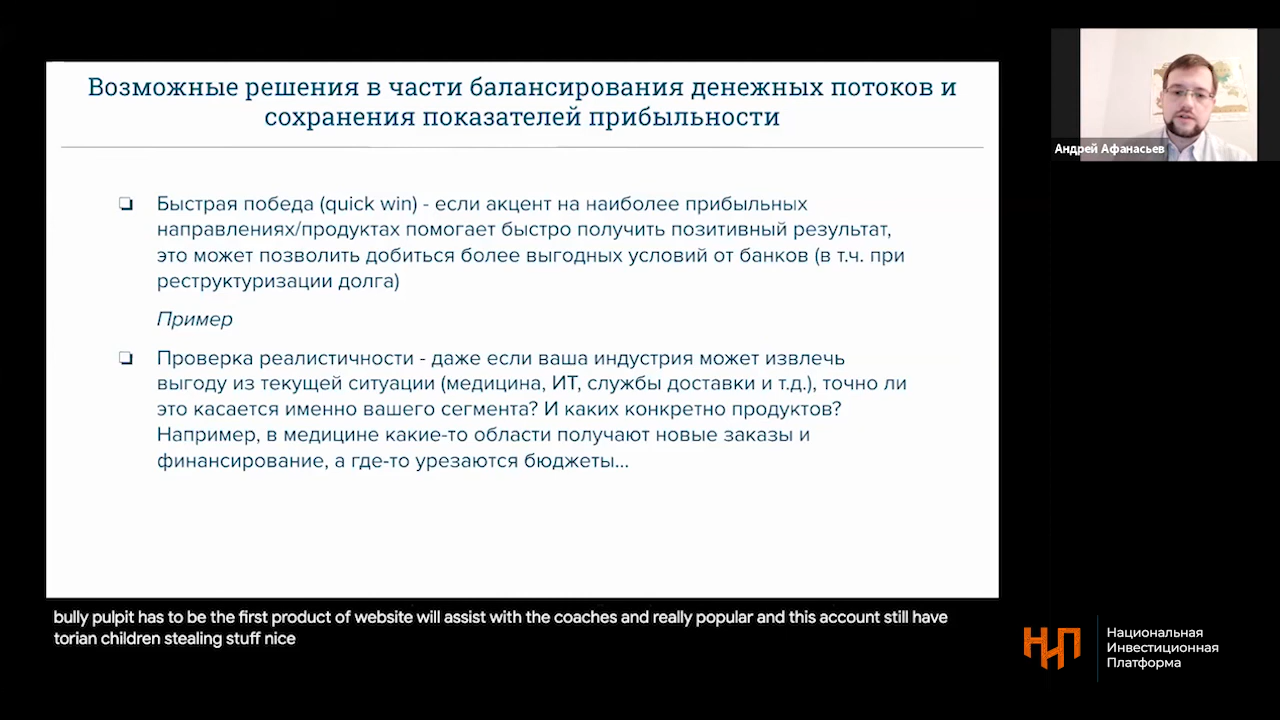 Возможные решения в части балансирования денежных потоков и
сохранения показателей прибыльности
Быстрая победа (quick win) - если акцент на наиболее прибыльных
направлениях/продуктах помогает быстро получить позитивный результат,
это может позволить добиться более выгодных условий от банков (в т.ч. при
реструктуризации долга)
Пример
Проверка реалистичности - даже если ваша индустрия может извлечь
выгоду из текущей ситуации (медицина, ИТ, службы доставки и т.д.), точно ли
это касается именно вашего сегмента? И каких конкретно продуктов?
Например, в медицине какие-то области получают новые заказы и
финансирование, а где-то урезаются бюджеты...
Андрей Афанасьев
bully pulpit has to be the first product of website will assist with the coaches and really popular and this account still have
torian children stealing stuff nice
НИП
Национальная
Инвестиционная
Платформа